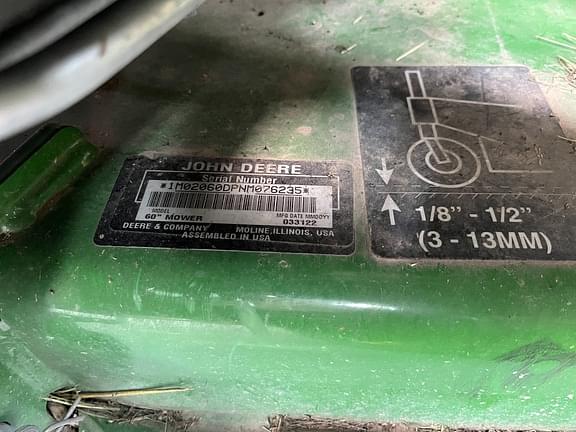 JOHN DEERE
Serial Number
*1M02060DPNM076235*
MODEL
60" MOWER
MFG DATE MMDDYY
033122
DEERE & COMPANY MOLINE, ILLINOIS, USA
ASSEMBLED IN USA
1/8" - 1/2"
(3 - 13MM)